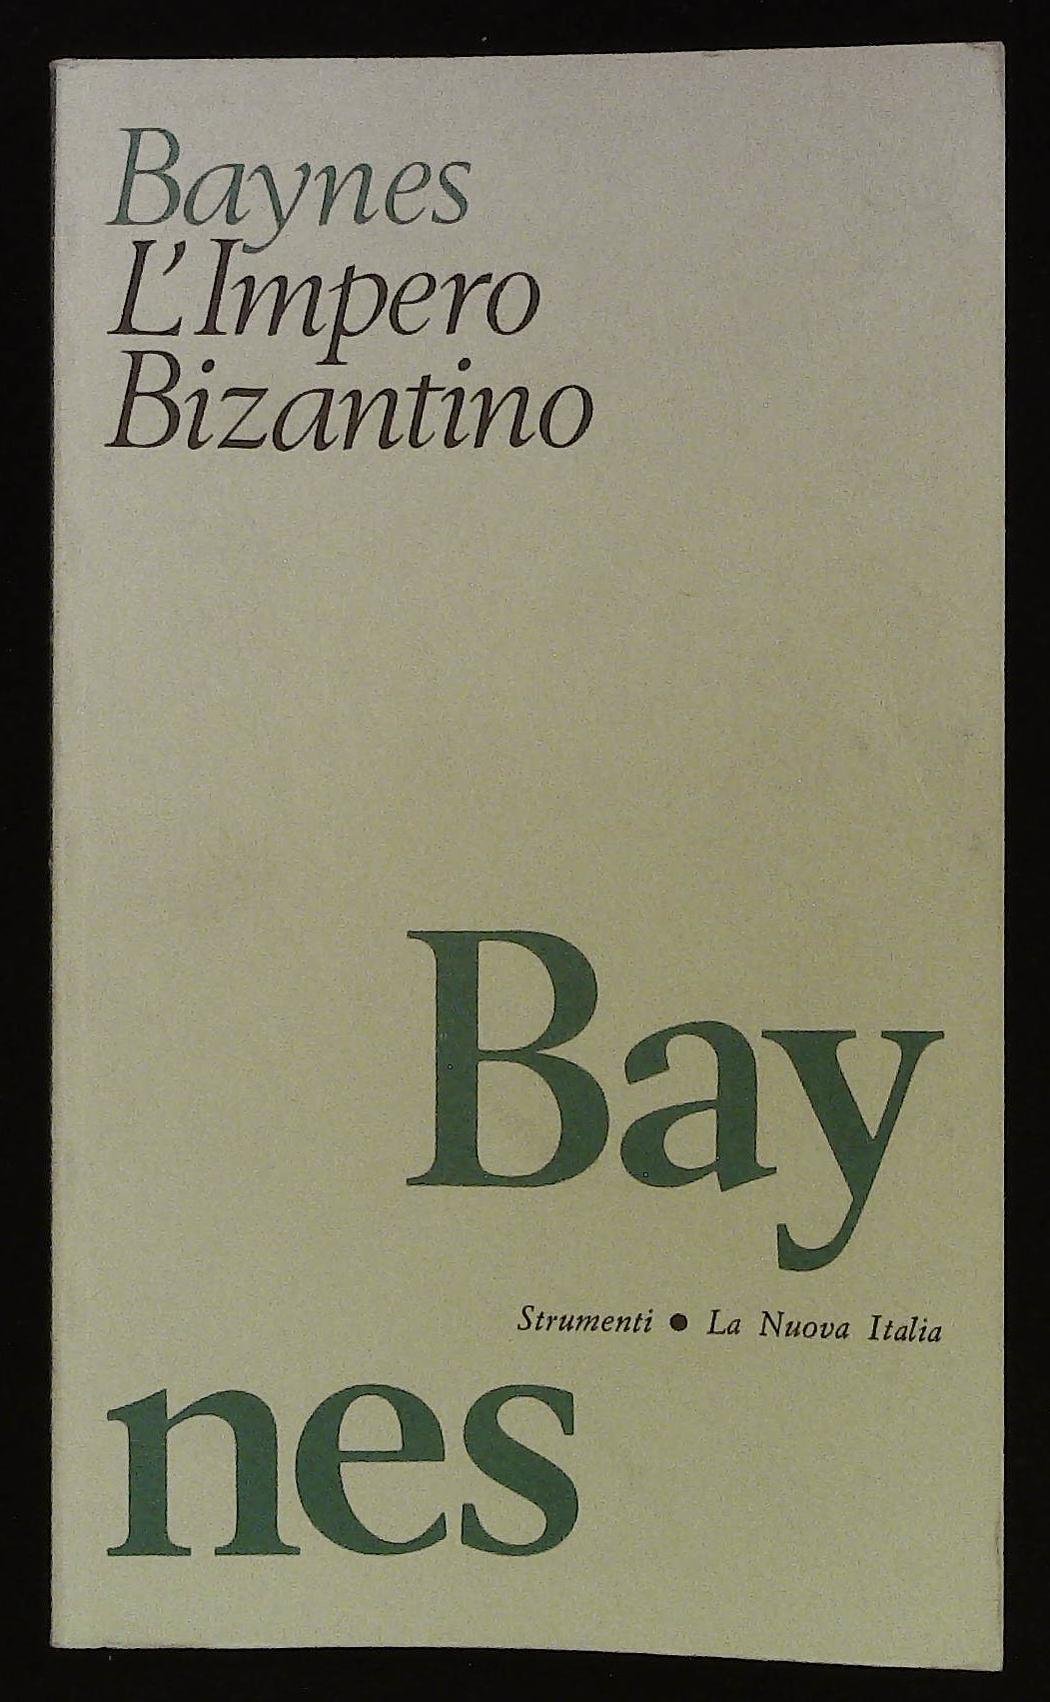 Baynes
L'Impero
Bizantino
Bay
Strumenti ● La Nuova Italia
nes